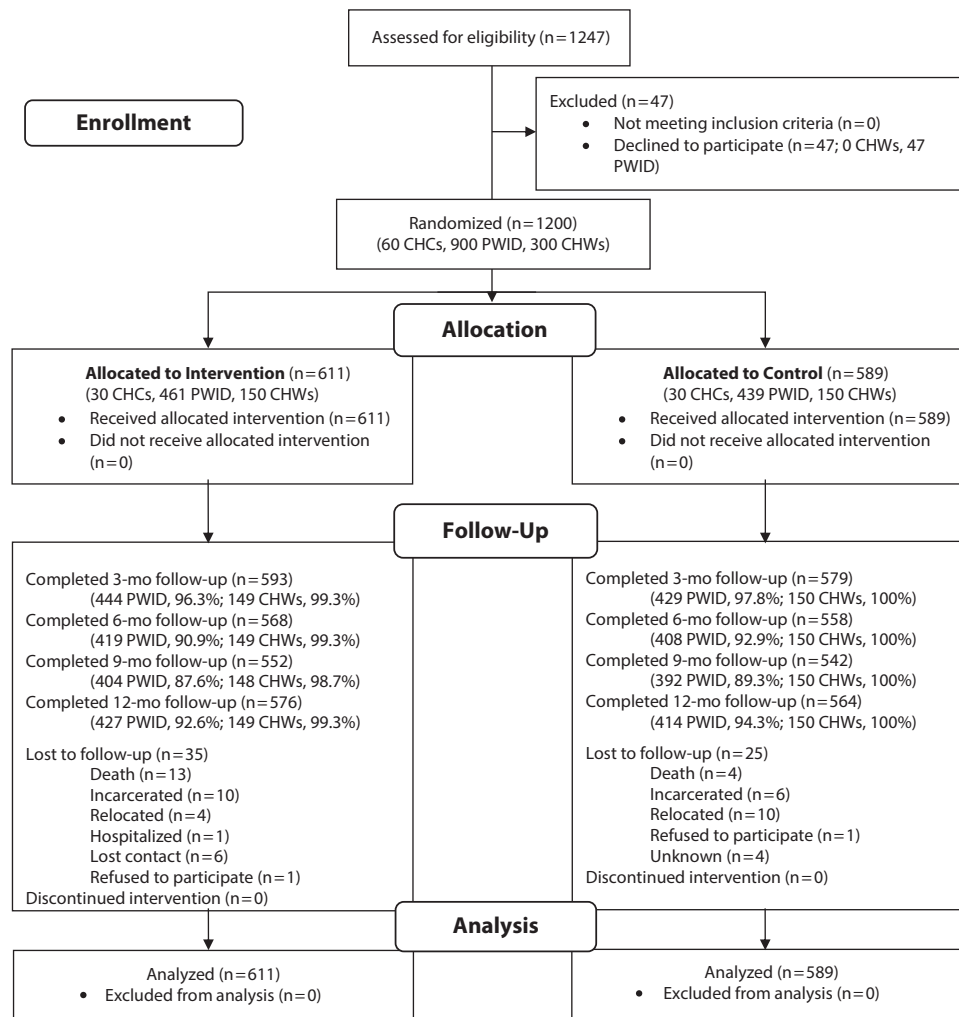 Assessed for eligibility (n=1247)
Enrollment
Excluded (n=47)
• Not meeting inclusion criteria (n=0)
• Declined to participate (n=47; 0 CHWs, 47
PWID)
Randomized (n=1200)
(60 CHCs, 900 PWID, 300 CHWs)
Allocation
Allocated to Intervention (n=611)
(30 CHCs, 461 PWID, 150 CHWs)
• Received allocated intervention (n=611)
• Did not receive allocated intervention
(n=0)
Allocated to Control (n=589)
(30 CHCs, 439 PWID, 150 CHWs)
• Received allocated intervention (n=589)
• Did not receive allocated intervention
(n=0)
Follow-Up
Completed 3-mo follow-up (n=593)
(444 PWID, 96.3%; 149 CHWs, 99.3%)
Completed 6-mo follow-up (n=568)
(419 PWID, 90.9%; 149 CHWs, 99.3%)
Completed 9-mo follow-up (n=552)
(404 PWID, 87.6%; 148 CHWs, 98.7%)
Completed 12-mo follow-up (n=576)
(427 PWID, 92.6%; 149 CHWs, 99.3%)
Lost to follow-up (n=35)
Death (n=13)
Incarcerated (n=10)
Relocated (n=4)
Hospitalized (n=1)
Lost contact (n=6)
Refused to participate (n=1)
Discontinued intervention (n=0)
Completed 3-mo follow-up (n=579)
(429 PWID, 97.8%; 150 CHWs, 100%)
Completed 6-mo follow-up (n=558)
(408 PWID, 92.9%; 150 CHWs, 100%)
Completed 9-mo follow-up (n=542)
(392 PWID, 89.3%; 150 CHWs, 100%)
Completed 12-mo follow-up (n=564)
(414 PWID, 94.3%; 150 CHWs, 100%)
Lost to follow-up (n=25)
Death (n=4)
Incarcerated (n=6)
Relocated (n=10)
Refused to participate (n=1)
Unknown (n=4)
Discontinued intervention (n=0)
Analysis
Analyzed (n=611)
• Excluded from analysis (n=0)
Analyzed (n=589)
• Excluded from analysis (n=0)